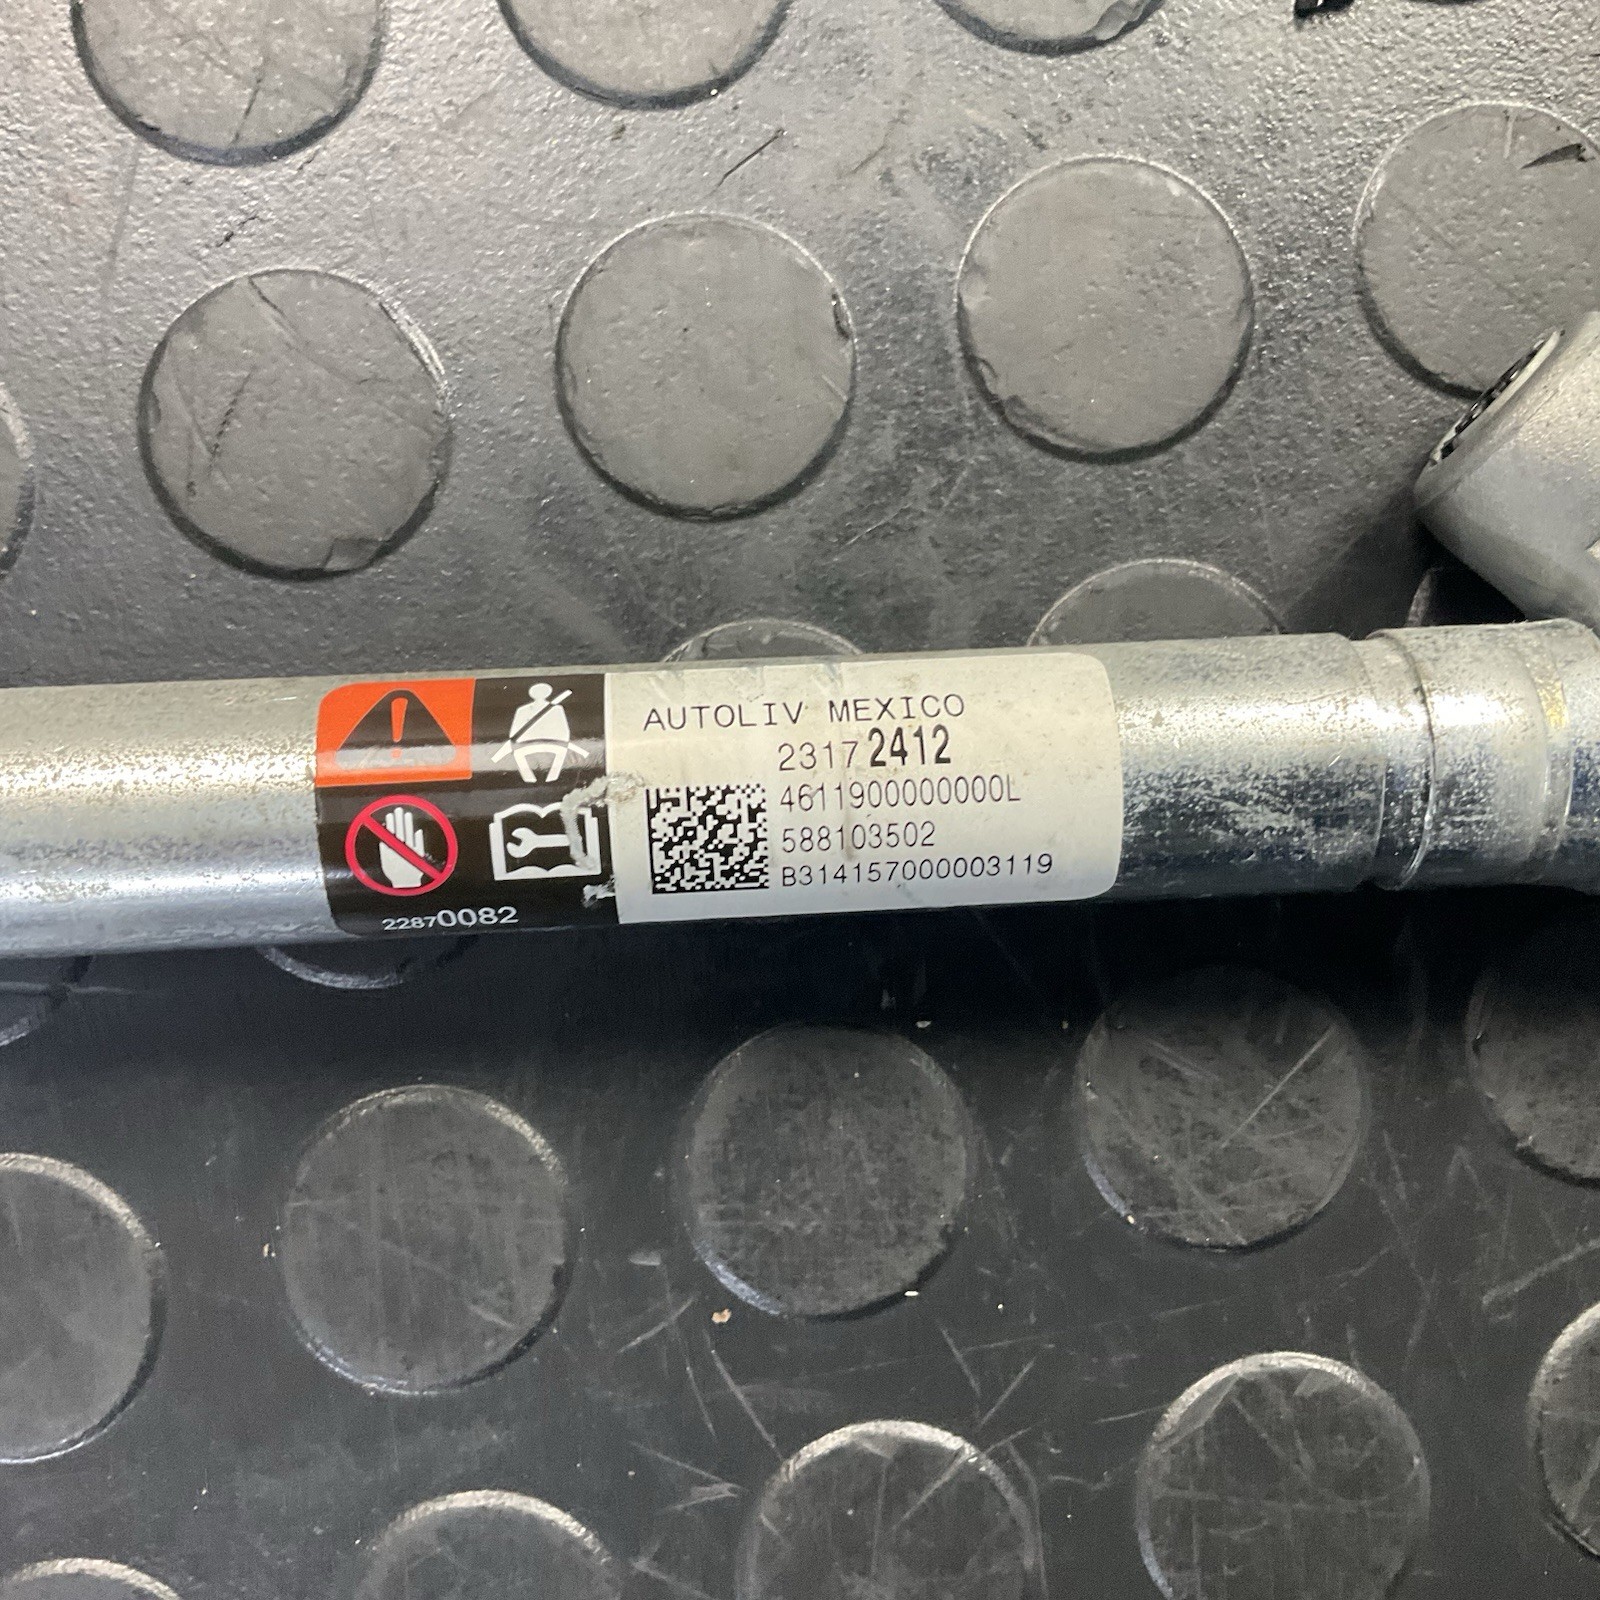 AUTOLIV MEXICO
23172412
4611900000000L
588103502
B314157000003119
22870082